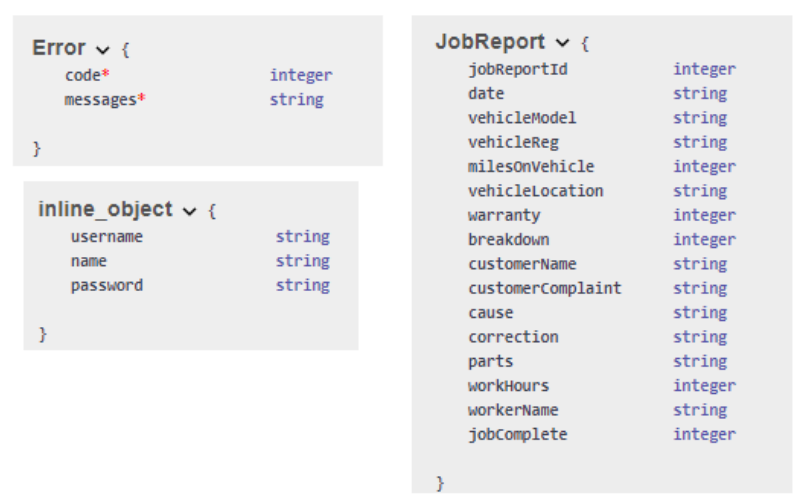 Error {
code* integer
messages* string
}
inline_object {
username string
name string
password string
}
JobReport {
jobReportId integer
date string
vehicleModel string
vehicleReg string
milesOnVehicle integer
vehicleLocation string
warranty integer
breakdown integer
customerName string
customerComplaint string
cause string
correction string
parts string
workHours integer
workerName string
jobComplete integer
}